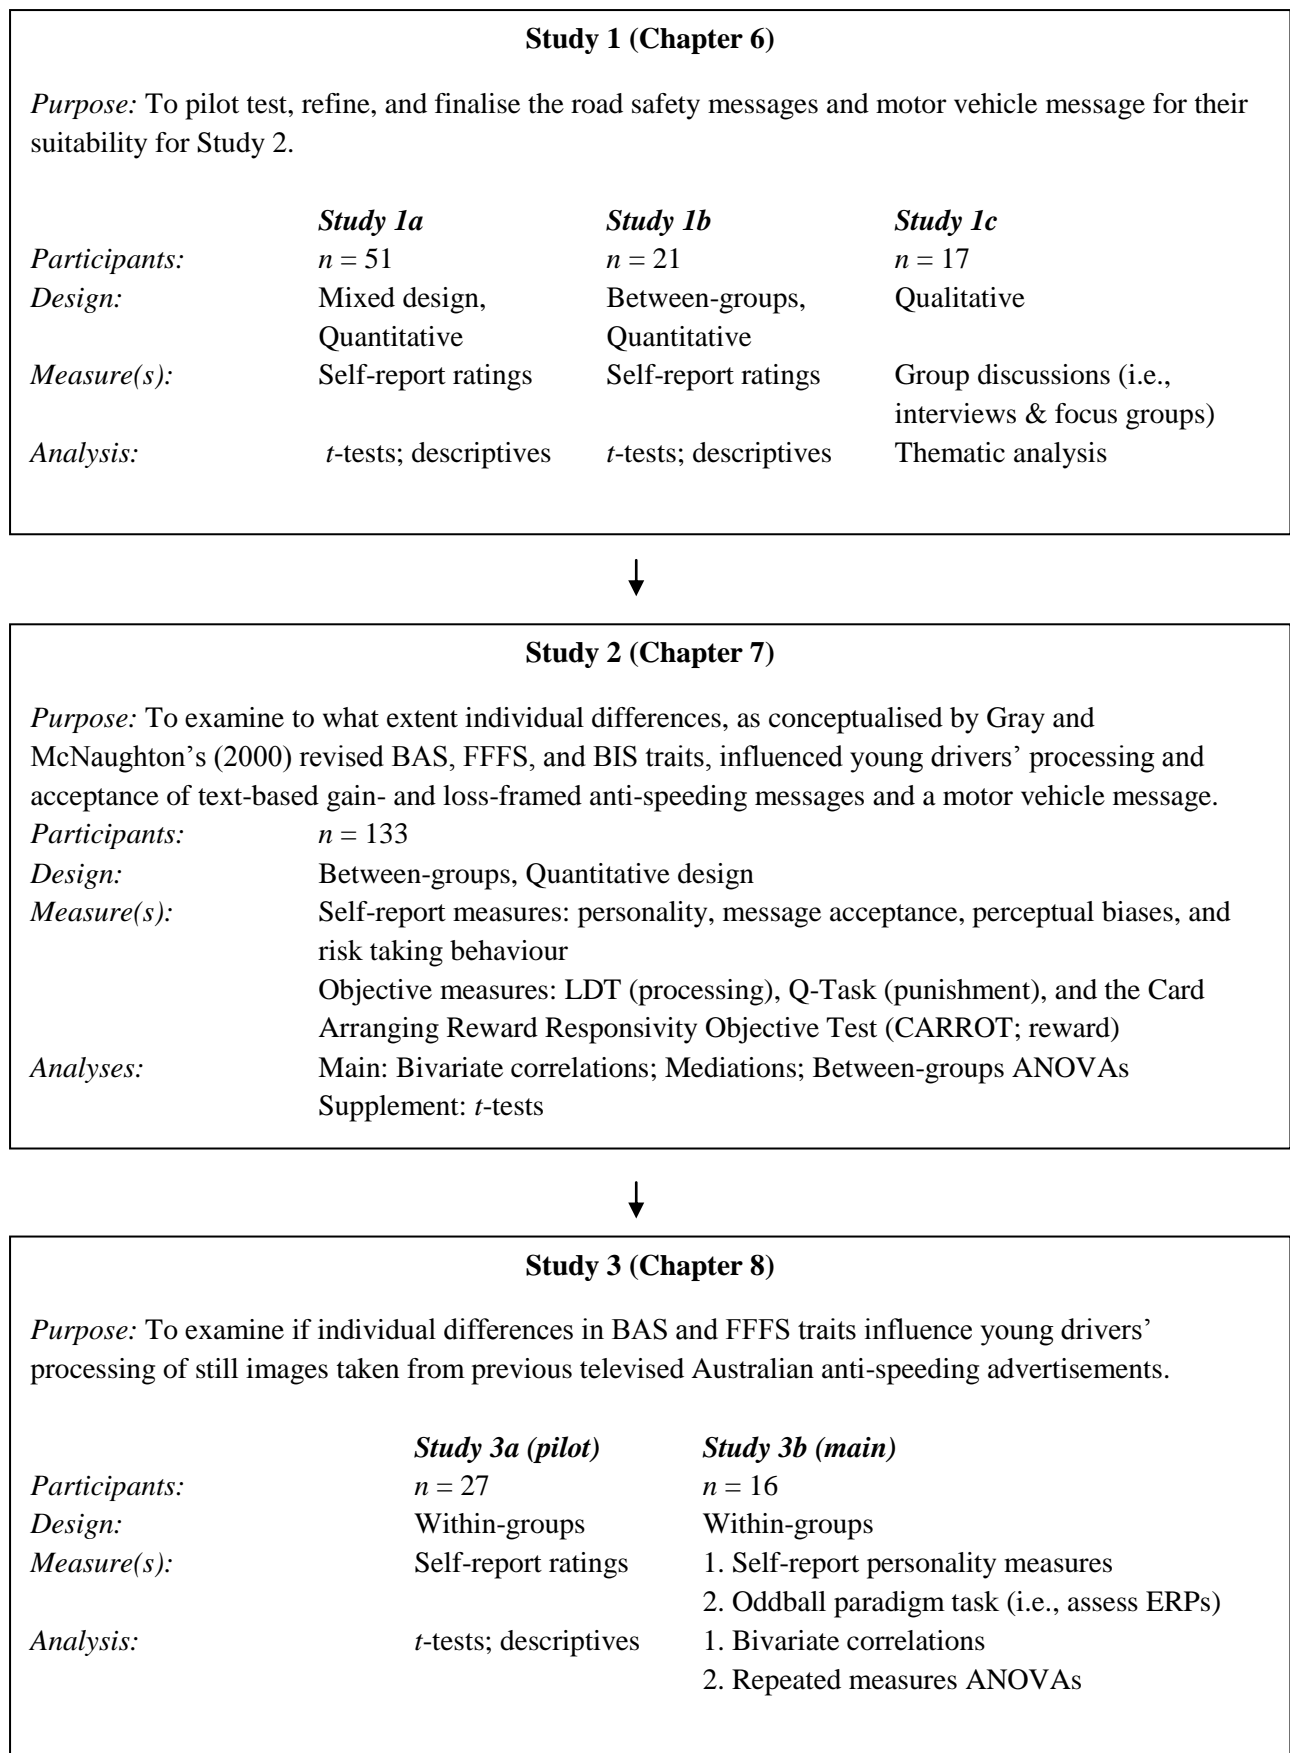 Study 1 (Chapter 6)
Purpose: To pilot test, refine, and finalise the road safety messages and motor vehicle message for their
suitability for Study 2.
Study 1a Study 1b Study 1c
Participants: n = 51 n = 21 n = 17
Design: Mixed design, Between-groups, Qualitative
Quantitative Quantitative
Measure(s): Self-report ratings Self-report ratings Group discussions (i.e.,
interviews & focus groups)
Analysis: t-tests; descriptives t-tests; descriptives Thematic analysis
Study 2 (Chapter 7)
Purpose: To examine to what extent individual differences, as conceptualised by Gray and
McNaughton’s (2000) revised BAS, FFFS, and BIS traits, influenced young drivers’ processing and
acceptance of text-based gain- and loss-framed anti-speeding messages and a motor vehicle message.
Participants: n = 133
Design: Between-groups, Quantitative design
Measure(s): Self-report measures: personality, message acceptance, perceptual biases, and
risk taking behaviour
Objective measures: LDT (processing), Q-Task (punishment), and the Card
Arranging Reward Responsivity Objective Test (CARROT; reward)
Analyses: Main: Bivariate correlations; Mediations; Between-groups ANOVAs
Supplement: t-tests
Study 3 (Chapter 8)
Purpose: To examine if individual differences in BAS and FFFS traits influence young drivers’
processing of still images taken from previous televised Australian anti-speeding advertisements.
Study 3a (pilot) Study 3b (main)
Participants: n = 27 n = 16
Design: Within-groups Within-groups
Measure(s): Self-report ratings 1. Self-report personality measures
2. Oddball paradigm task (i.e., assess ERPs)
Analysis: t-tests; descriptives 1. Bivariate correlations
2. Repeated measures ANOVAs